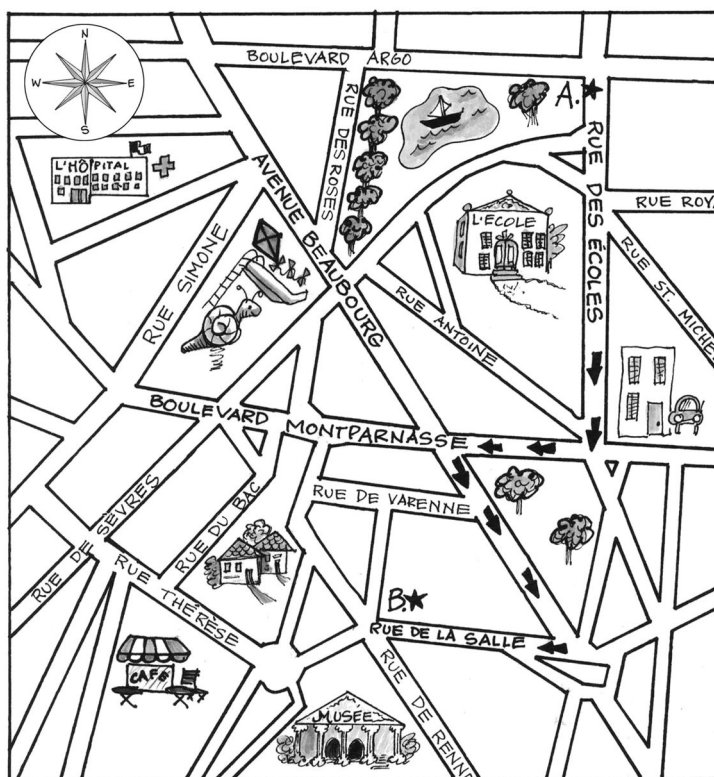 N
W
E
S
BOULEVARD ARGO
A.
L'HÔPITAL
RUE DES ROSES
AVENUE BEAUBOURG
RUE DES ÉCOLES
RUE ROY
L'ECOLE
RUE SIMONE
RUE ST. MICHE
RUE ANTOINE
BOULEVARD MONTPARNASSE
RUE DE VARENNE
RUE DE SÈVRES
RUE DU BAC
RUE THÉRÈSE
B.
RUE DE LA SALLE
CAFÉ
RUE DE RENN
MUSÉE